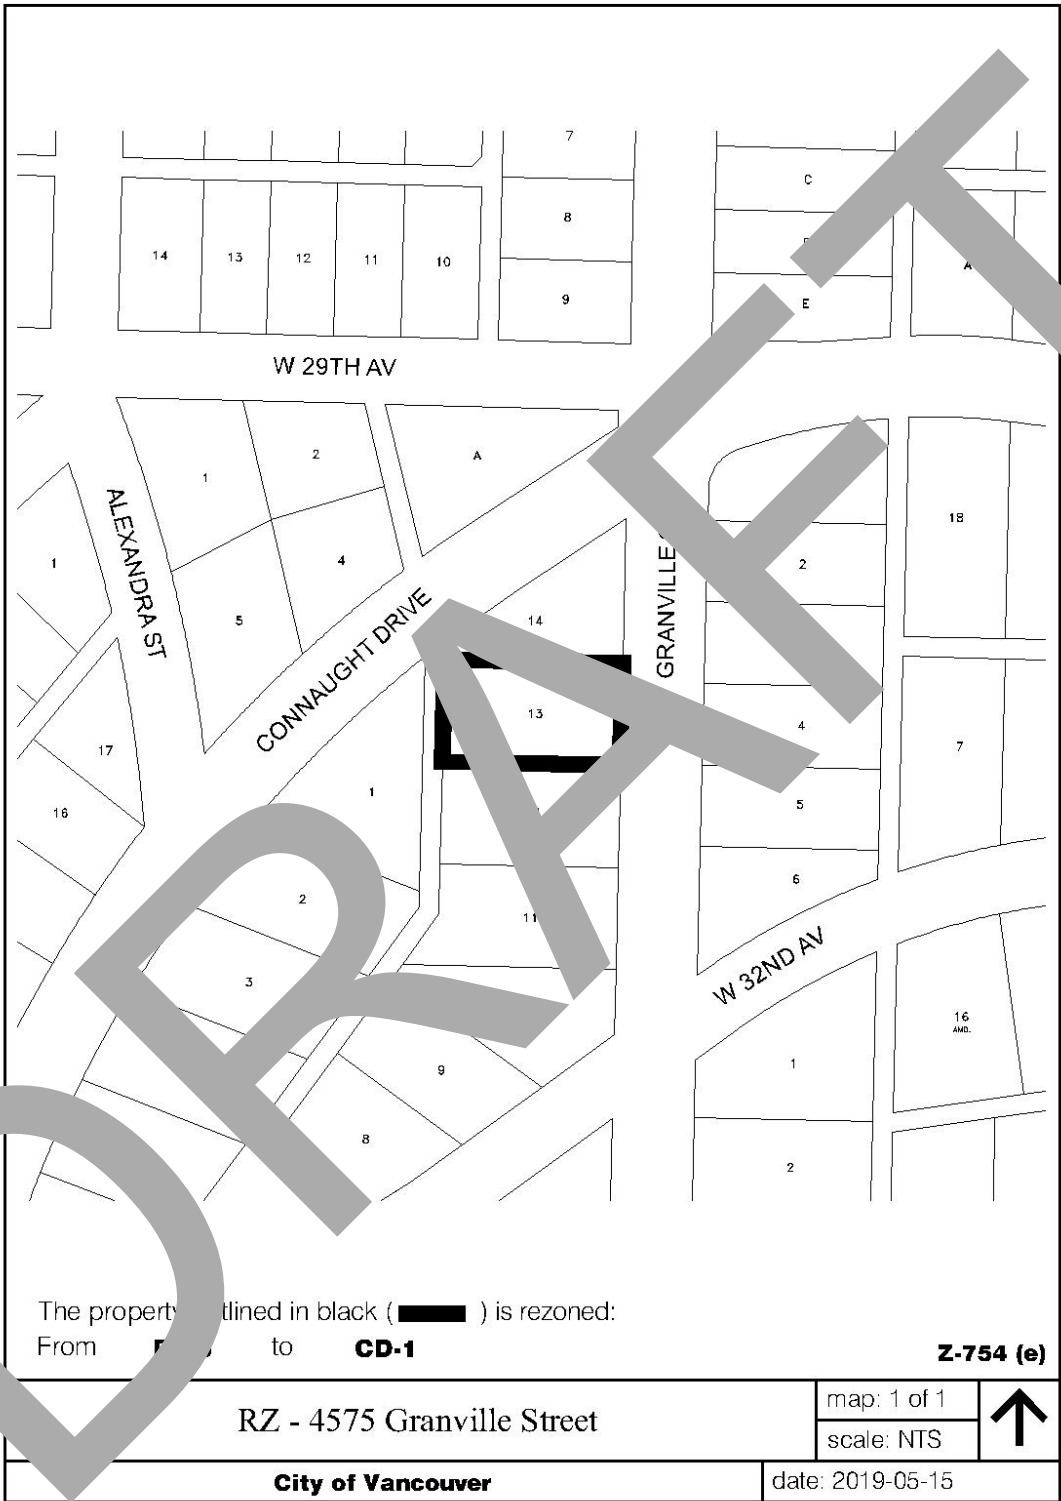 7
C
8
14
13
12
11
10
A
9
E
W 29TH AV
2
A
1
18
1
ALEXANDRA ST
2
4
14
5
GRANVILLE
CONNAUGHT DRIVE
13
4
7
17
1
5
16
6
2
11
W 32ND AV
3
16
AMD.
9
1
8
2
DRAFT
The property outlined in black ( ) is rezoned:
From to CD-1
Z-754 (e)
RZ - 4575 Granville Street
map: 1 of 1
scale: NTS
City of Vancouver
date: 2019-05-15